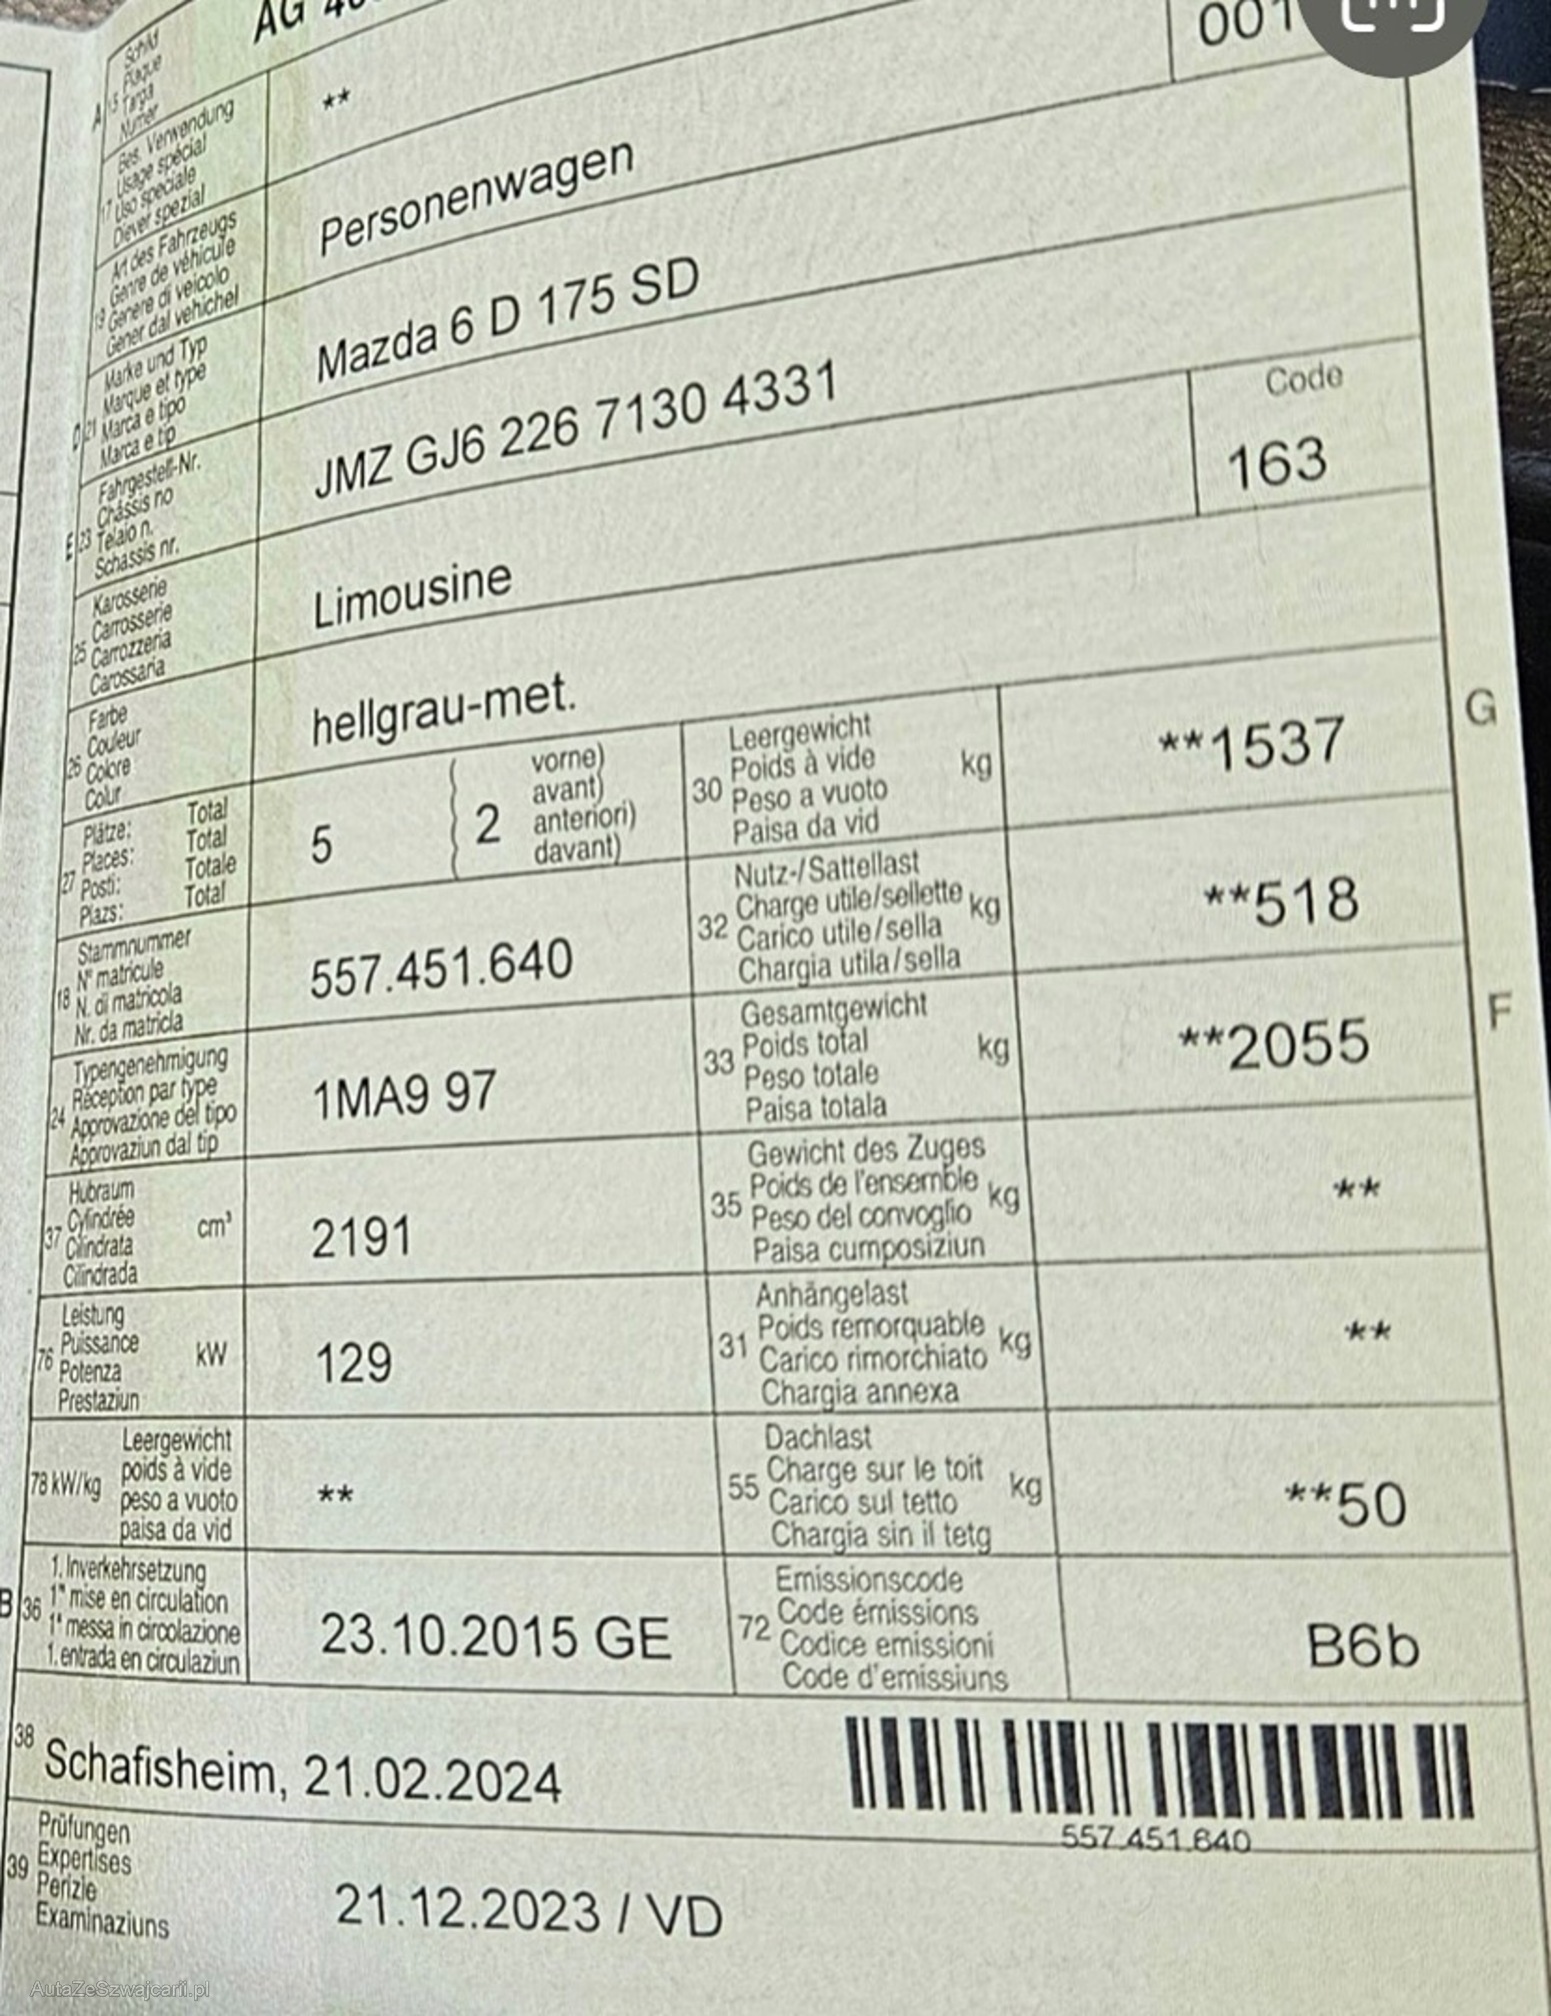 AG
001
A 15 Schild
Plaque
Targa
Numer
17 Bes. Verwendung
Usage spécial
Uso speciale
Diever spezial
**
19 Art des Fahrzeugs
Genre de véhicule
Genere di veicolo
Gener dal vehichel
Personenwagen
D 21 Marke und Typ
Marque et type
Marca e tipo
Marca e tip
Mazda 6 D 175 SD
E 23 Fahrgestell-Nr.
Châssis no
Telaio n.
Schassis nr.
JMZ GJ6 226 7130 4331
25 Karosserie
Carrosserie
Carrozzeria
Carossaria
Limousine
Code
163
26 Farbe
Couleur
Colore
Colur
hellgrau-met.
27 Plätze: Total
Places: Total
Posti: Totale
Plazs: Total
5
2
vorne)
avant)
anteriori)
davant)
30 Leergewicht
Poids à vide
Peso a vuoto
Paisa da vid
kg
**1537
G
18 Stammnummer
N° matricule
N. di matricola
Nr. da matricla
557.451.640
32 Nutz-/Sattellast
Charge utile/sellette
Carico utile/sella
Chargia utila/sella
kg
**518
24 Typengenehmigung
Réception par type
Approvazione del tipo
Approvaziun dal tip
1MA9 97
33 Gesamtgewicht
Poids total
Peso totale
Paisa totala
kg
**2055
F
37 Hubraum
Cylindrée
Cilindrata
Cilindrada
cm³
2191
35 Gewicht des Zuges
Poids de l'ensemble
Peso del convoglio
Paisa cumposiziun
kg
**
76 Leistung
Puissance
Potenza
Prestaziun
kW
129
31 Anhängelast
Poids remorquable
Carico rimorchiato
Chargia annexa
kg
**
78 kW/kg
Leergewicht
poids à vide
peso a vuoto
paisa da vid
**
55 Dachlast
Charge sur le toit
Carico sul tetto
Chargia sin il tetg
kg
**50
B 36 1. Inverkehrsetzung
1re mise en circulation
1a messa in circolazione
1. entrada en circulaziun
23.10.2015 GE
72 Emissionscode
Code émissions
Codice emissioni
Code d'emissiuns
B6b
38 Schafisheim, 21.02.2024
557.451.640
39 Prüfungen
Expertises
Perizie
Examinaziuns
21.12.2023 / VD
AutaZeSzwajcarii.pl